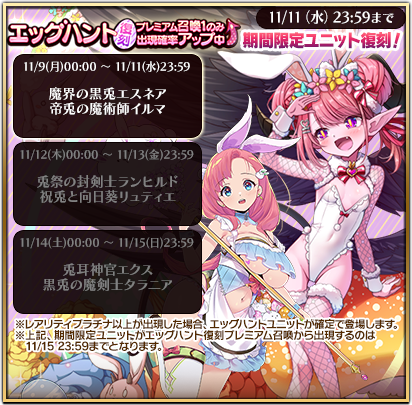 エッグハント復刻プレミアム召喚1のみ出現確率アップ中
11/11 (水) 23:59まで
期間限定ユニット復刻!
11/9(月)00:00 ～ 11/11(水)23:59
魔界の黒兎エスネア
帝兎の魔術師イルマ
11/12(木)00:00 ～ 11/13(金)23:59
兎祭の封剣士ランヒルド
祝兎と向日葵リュティエ
11/14(土)00:00 ～ 11/15(日)23:59
兎耳神官エクス
黒兎の魔剣士タラニア
※レアリティプラチナ以上が出現した場合、エッグハントユニットが確定で登場します。
※上記、期間限定ユニットがエッグハント復刻プレミアム召喚から出現するのは
11/15 23:59までとなります。